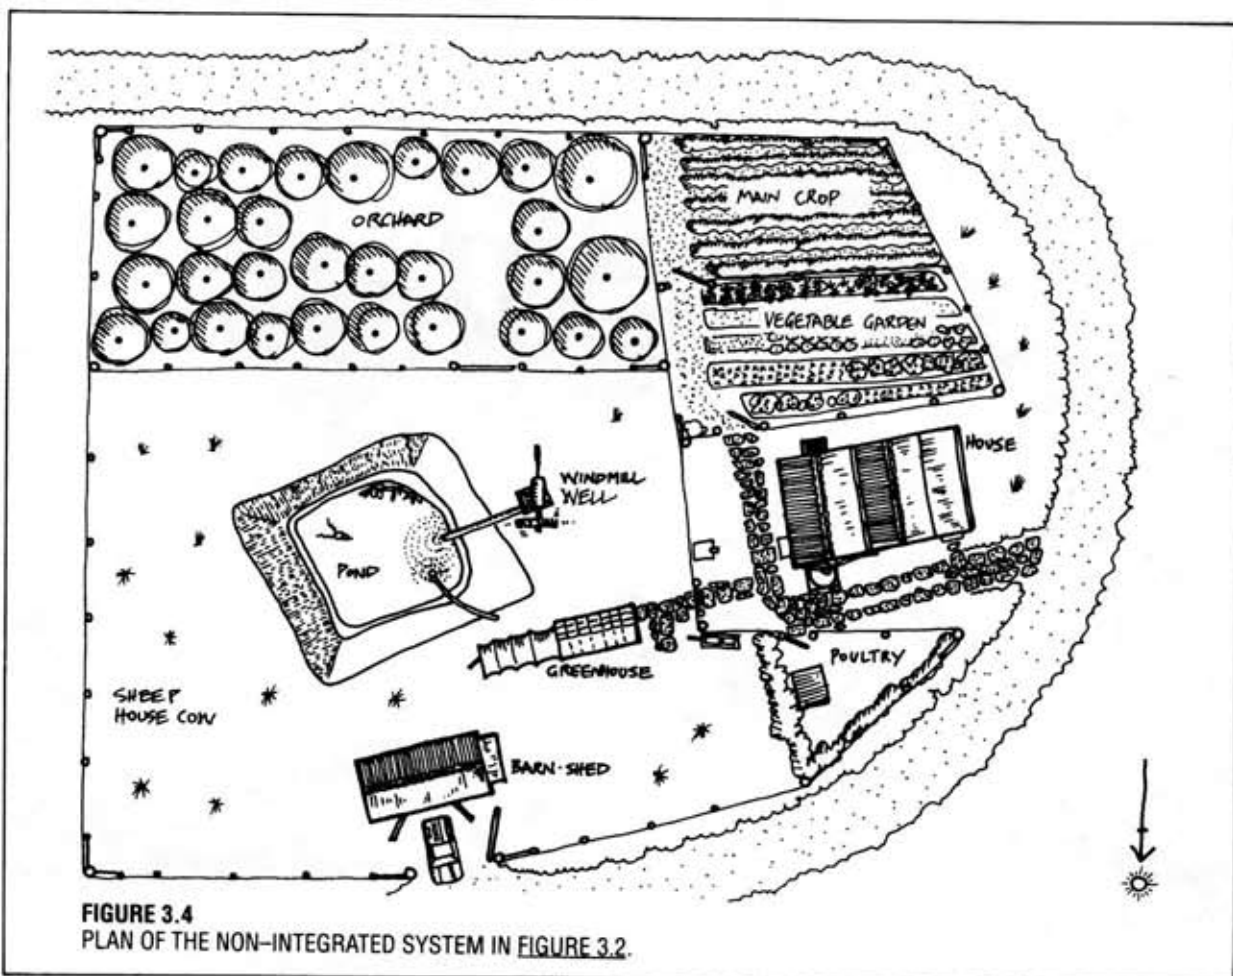 ORCHARD
MAIN CROP
VEGETABLE GARDEN
HOUSE
WINDMILL
WELL
POND
GREENHOUSE
POULTRY
SHEEP
HOUSE COW
BARN-SHED
FIGURE 3.4
PLAN OF THE NON–INTEGRATED SYSTEM IN FIGURE 3.2.